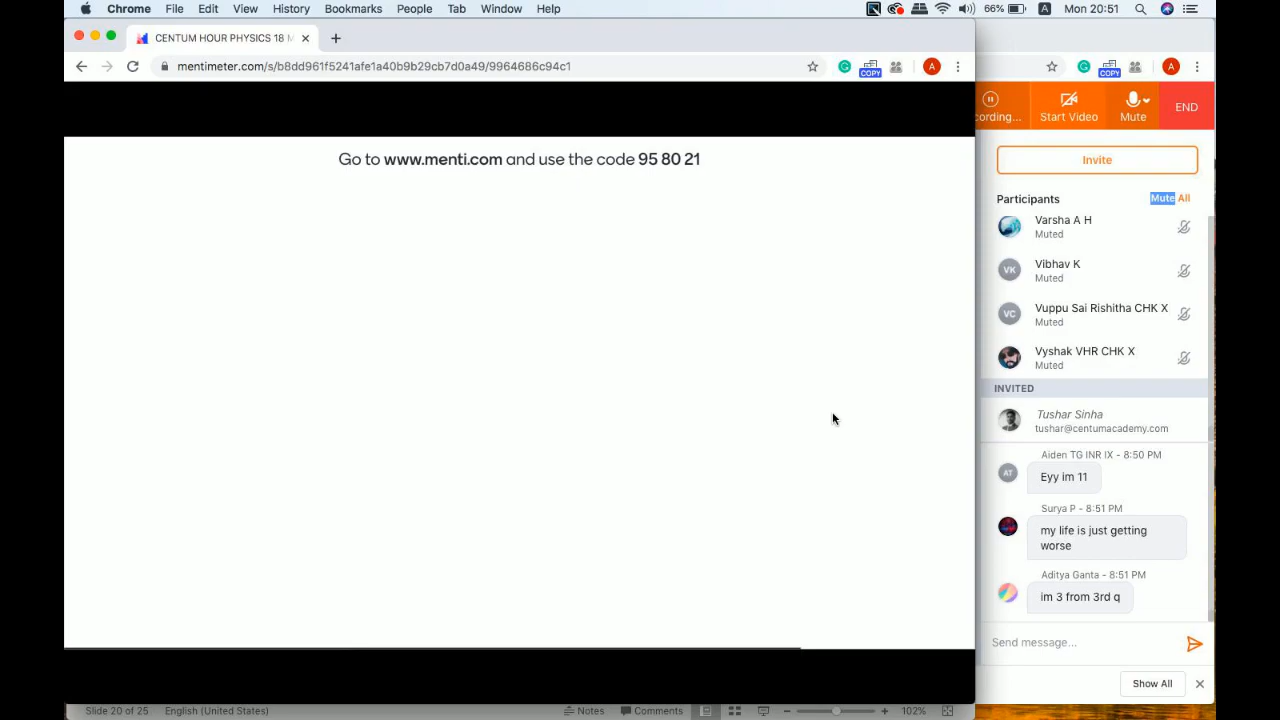 Chrome File Edit View History Bookmarks People Tab Window Help 66% A Mon 20:51
CENTUM HOUR PHYSICS 18 M
mentimeter.com/s/b8dd961f5241afe1a40b9b29cb7d0a49/9964686c94c1
COPY A
COPY A
Go to www.menti.com and use the code 95 80 21
cording...
Start Video
Mute
END
Invite
Participants Mute All
Varsha A H
Muted
VK
Vibhav K
Muted
VC
Vuppu Sai Rishitha CHK X
Muted
Vyshak VHR CHK X
Muted
INVITED
Tushar Sinha
tushar@centumacademy.com
Aiden TG INR IX - 8:50 PM
AT
Eyy im 11
Surya P - 8:51 PM
my life is just getting
worse
Aditya Ganta - 8:51 PM
im 3 from 3rd q
Send message...
Show All
Slide 20 of 25 English (United States) Notes Comments 102%